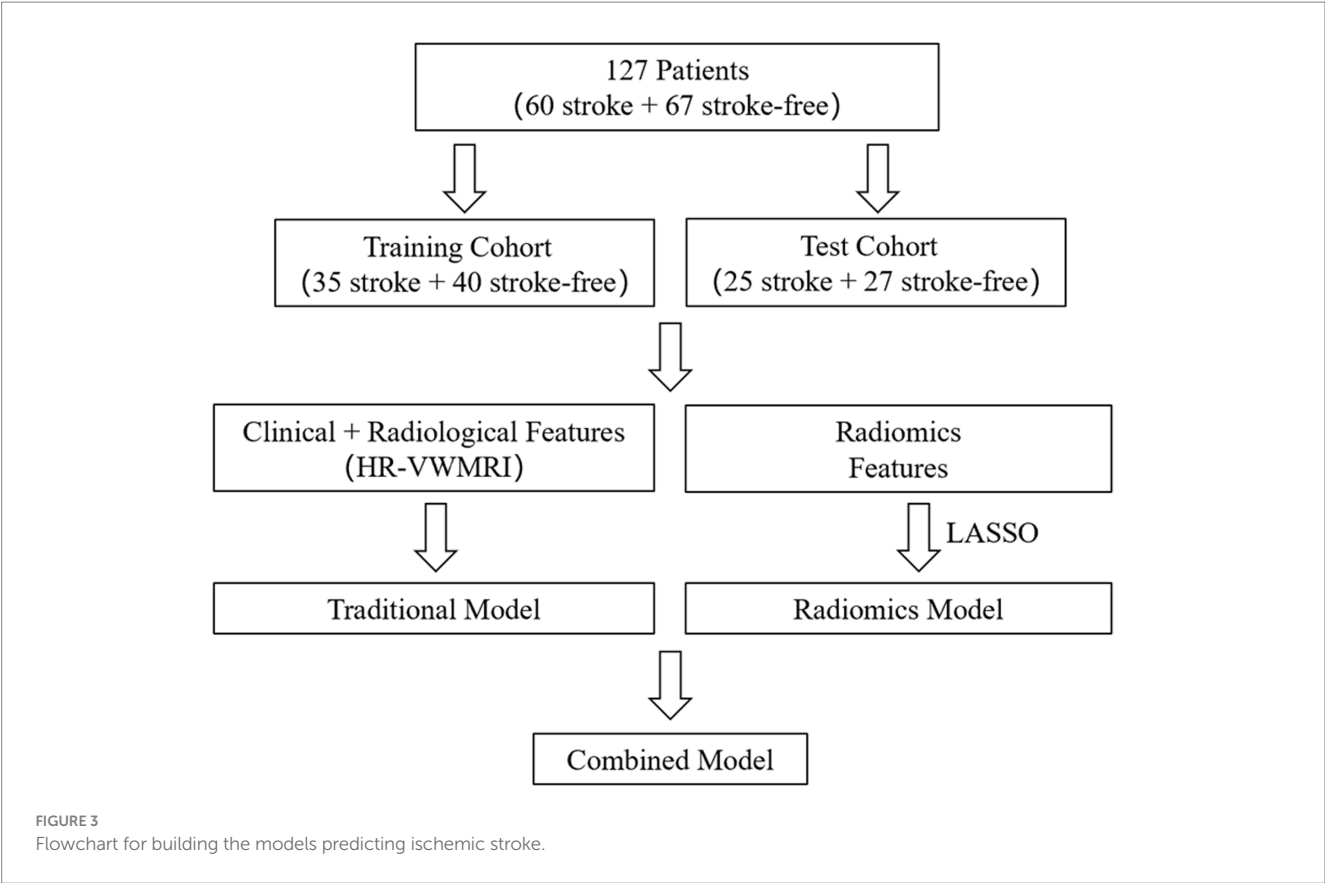 127 Patients
(60 stroke + 67 stroke-free)
Training Cohort
(35 stroke + 40 stroke-free)
Test Cohort
(25 stroke + 27 stroke-free)
Clinical + Radiological Features
(HR-VWMRI)
Radiomics
Features
LASSO
Traditional Model
Radiomics Model
Combined Model
FIGURE 3
Flowchart for building the models predicting ischemic stroke.